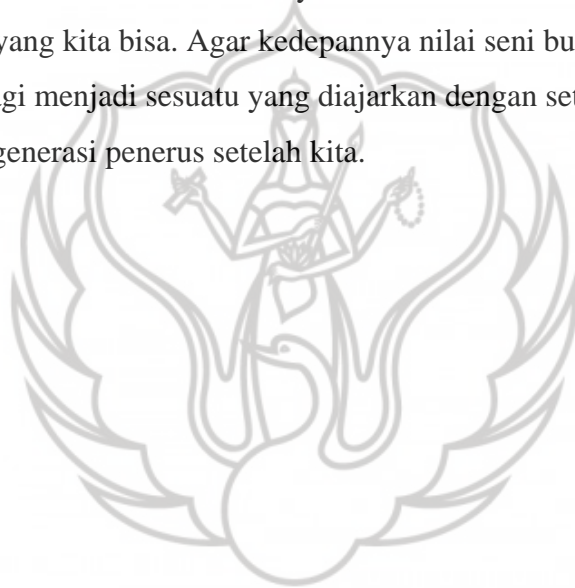 yang kita bisa. Agar kedepannya nilai seni bu
gi menjadi sesuatu yang diajarkan dengan set
generasi penerus setelah kita.